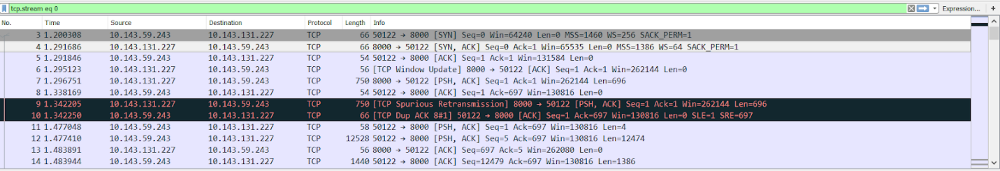 tcp.stream eq 0 Expression... +
No. Time Source Destination Protocol Length Info
3 1.200308 10.143.59.243 10.143.131.227 TCP 66 50122 → 8000 [SYN] Seq=0 Win=64240 Len=0 MSS=1460 WS=256 SACK_PERM=1
4 1.291686 10.143.131.227 10.143.59.243 TCP 66 8000 → 50122 [SYN, ACK] Seq=0 Ack=1 Win=65535 Len=0 MSS=1386 WS=64 SACK_PERM=1
5 1.291846 10.143.59.243 10.143.131.227 TCP 54 50122 → 8000 [ACK] Seq=1 Ack=1 Win=131584 Len=0
6 1.295123 10.143.131.227 10.143.59.243 TCP 56 [TCP Window Update] 8000 → 50122 [ACK] Seq=1 Ack=1 Win=262144 Len=0
7 1.296751 10.143.131.227 10.143.59.243 TCP 750 8000 → 50122 [PSH, ACK] Seq=1 Ack=1 Win=262144 Len=696
8 1.338169 10.143.59.243 10.143.131.227 TCP 54 50122 → 8000 [ACK] Seq=1 Ack=697 Win=130816 Len=0
9 1.342205 10.143.131.227 10.143.59.243 TCP 750 [TCP Spurious Retransmission] 8000 → 50122 [PSH, ACK] Seq=1 Ack=1 Win=262144 Len=696
10 1.342250 10.143.59.243 10.143.131.227 TCP 66 [TCP Dup ACK 8#1] 50122 → 8000 [ACK] Seq=1 Ack=697 Win=130816 Len=0 SLE=1 SRE=697
11 1.477048 10.143.59.243 10.143.131.227 TCP 58 50122 → 8000 [PSH, ACK] Seq=1 Ack=697 Win=130816 Len=4
12 1.477410 10.143.59.243 10.143.131.227 TCP 12528 50122 → 8000 [PSH, ACK] Seq=5 Ack=697 Win=130816 Len=12474
13 1.483891 10.143.131.227 10.143.59.243 TCP 56 8000 → 50122 [ACK] Seq=697 Ack=5 Win=262080 Len=0
14 1.483944 10.143.59.243 10.143.131.227 TCP 1440 50122 → 8000 [ACK] Seq=12479 Ack=697 Win=130816 Len=1386